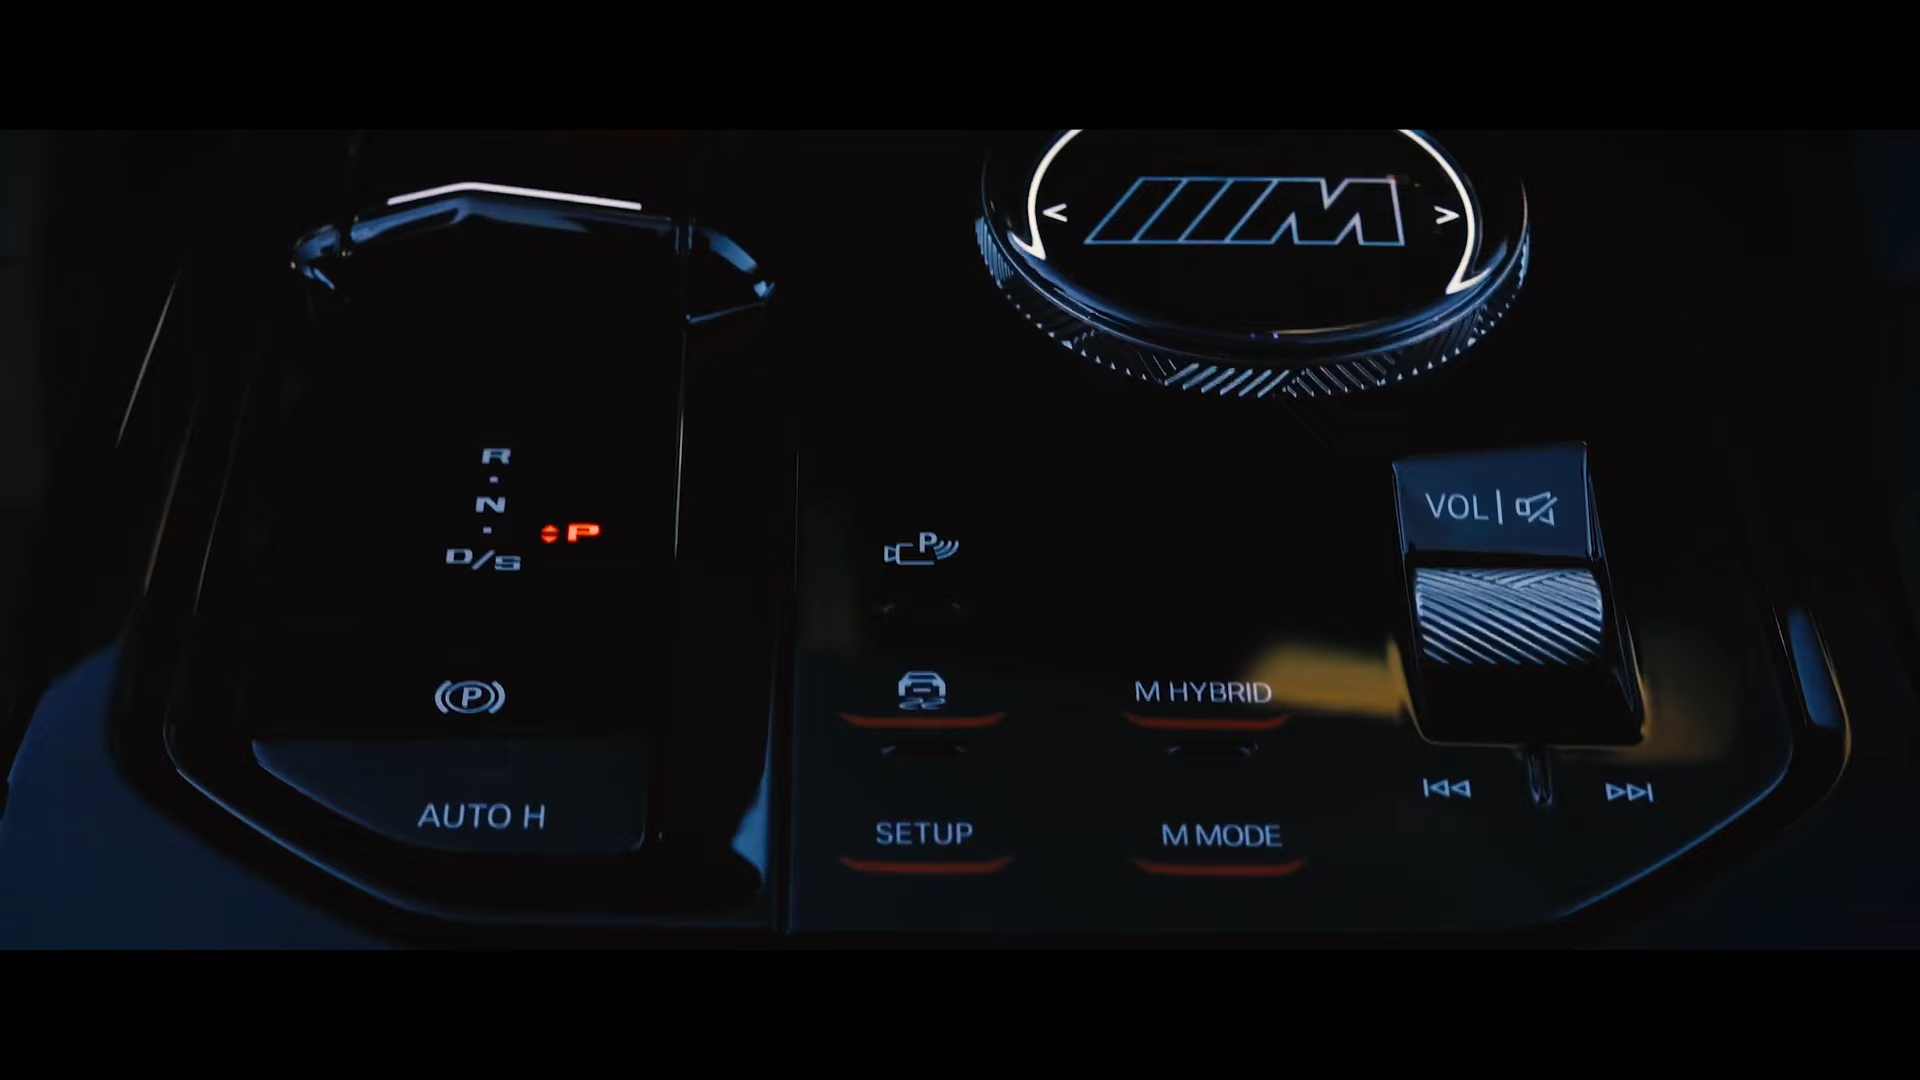 < M >
R
N
D/S
P
P
VOL
P
M HYBRID
AUTO H
SETUP
M MODE